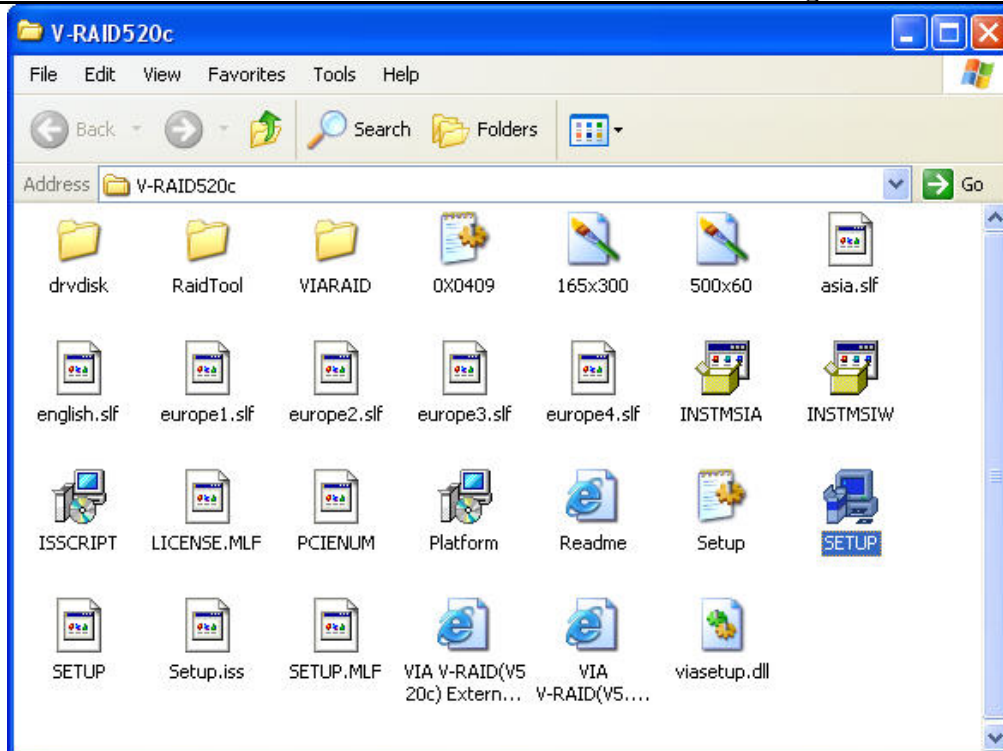 V-RAID520c
File Edit View Favorites Tools Help
Back Search Folders
Address V-RAID520c Go
drvdisk RaidTool VIARAID 0X0409 165x300 500x60 asia.slf
english.slf europe1.slf europe2.slf europe3.slf europe4.slf INSTMSIA INSTMSIW
ISSCRIPT LICENSE.MLF PCIENUM Platform Readme Setup SETUP
SETUP Setup.iss SETUP.MLF VIA V-RAID(V5 VIA viasetup.dll
20c) Extern... V-RAID(V5....